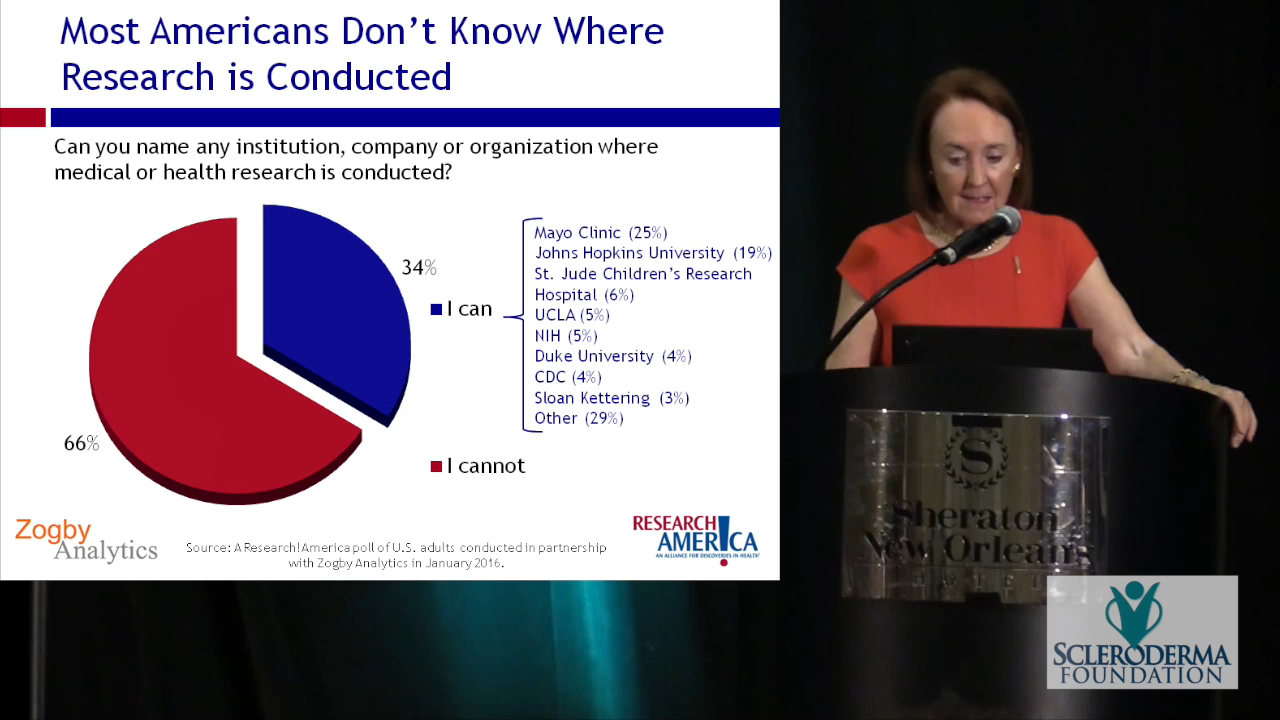 Most Americans Don't Know Where
Research is Conducted
Can you name any institution, company or organization where
medical or health research is conducted?
34%
66%
I can
Mayo Clinic (25%)
Johns Hopkins University (19%)
St. Jude Children's Research
Hospital (6%)
UCLA (5%)
NIH (5%)
Duke University (4%)
CDC (4%)
Sloan Kettering (3%)
Other (29%)
I cannot
Zogby
Analytics
Source: A Research!America poll of U.S. adults conducted in partnership
with Zogby Analytics in January 2016.
RESEARCH!
AMERICA
AN ALLIANCE FOR DISCOVERIES IN HEALTH
S
Sheraton
New Orleans
HOTEL
SCLERODERMA
FOUNDATION